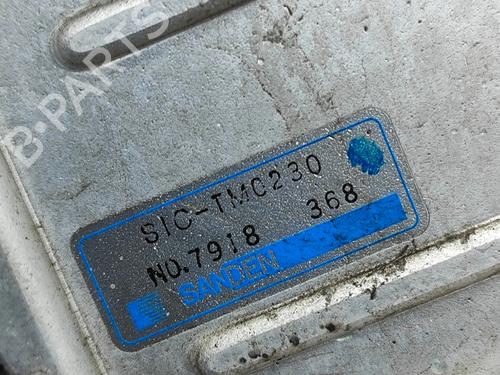 B-PARTS
SIC-TMC230
NO.7918 368
SANDEN